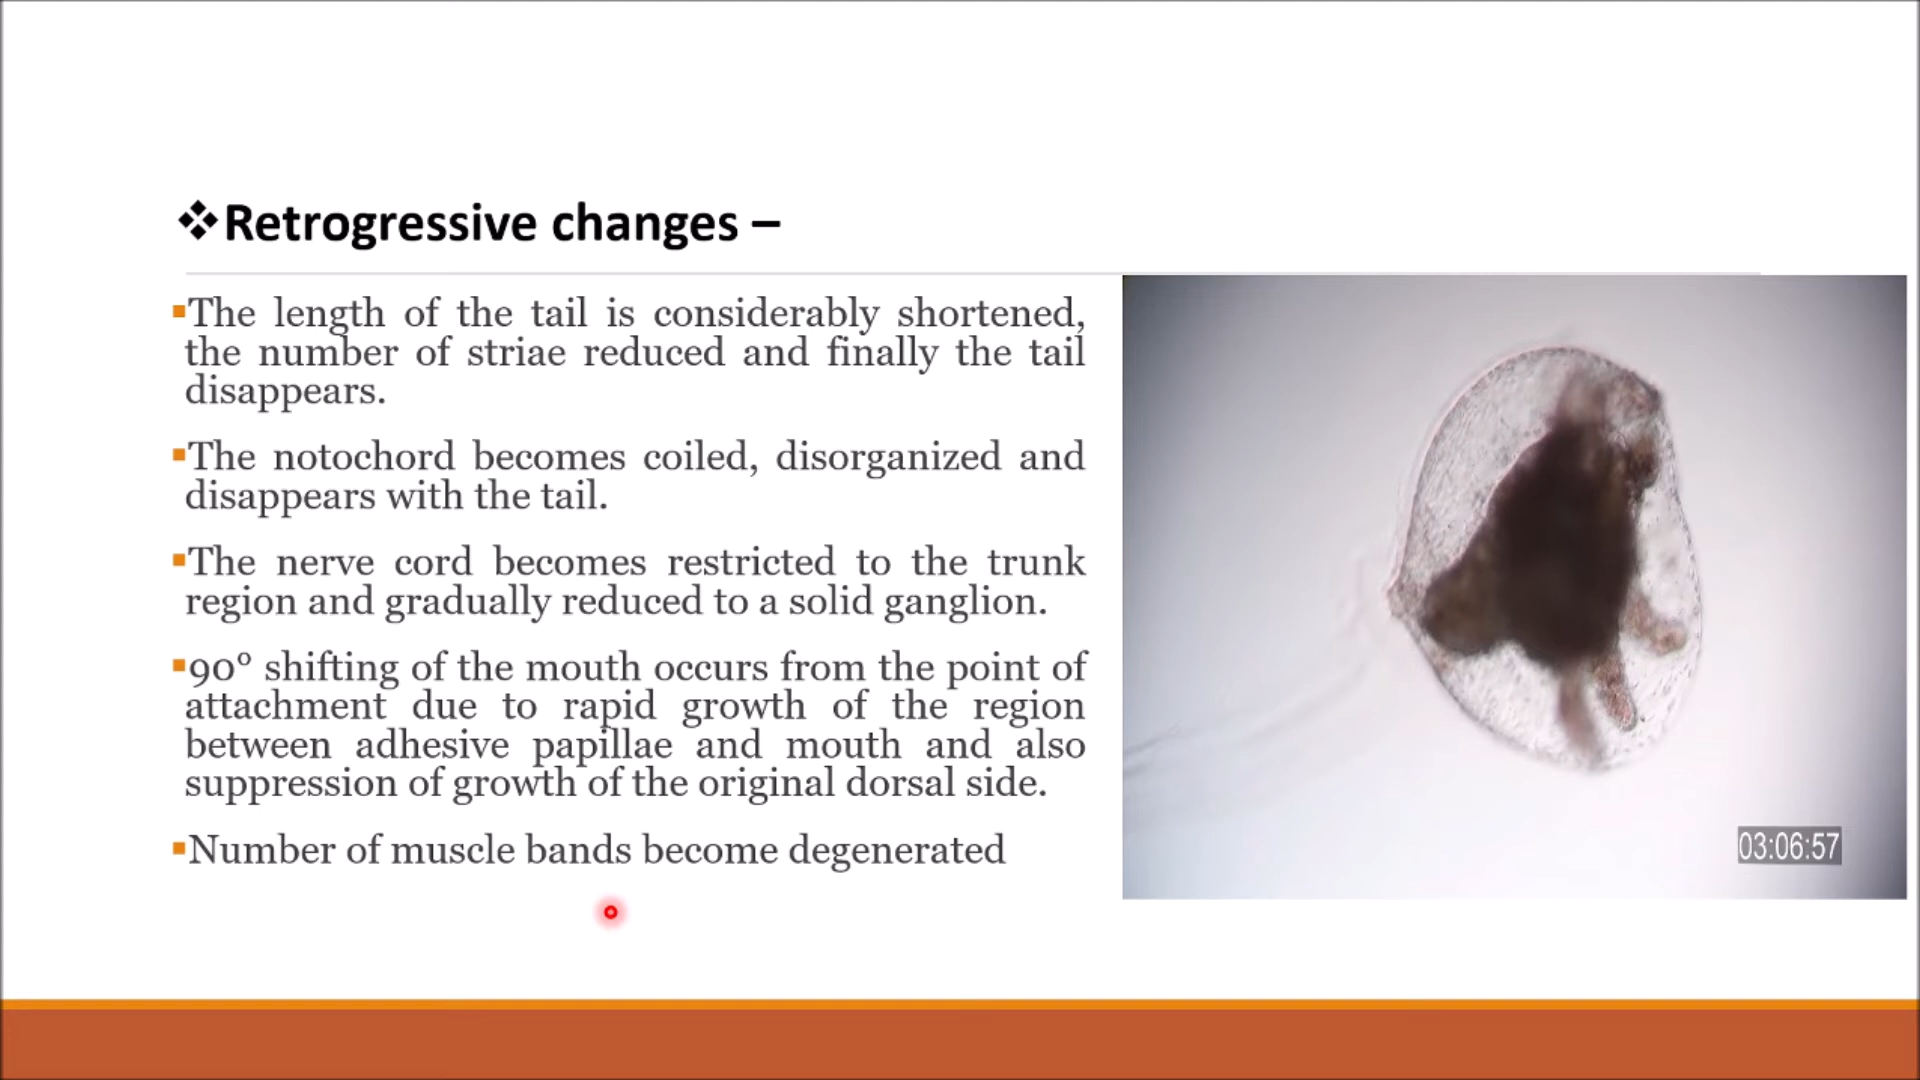 ❖Retrogressive changes –
▪The length of the tail is considerably shortened,
the number of striae reduced and finally the tail
disappears.
▪The notochord becomes coiled, disorganized and
disappears with the tail.
▪The nerve cord becomes restricted to the trunk
region and gradually reduced to a solid ganglion.
▪90° shifting of the mouth occurs from the point of
attachment due to rapid growth of the region
between adhesive papillae and mouth and also
suppression of growth of the original dorsal side.
▪Number of muscle bands become degenerated
03:06:57